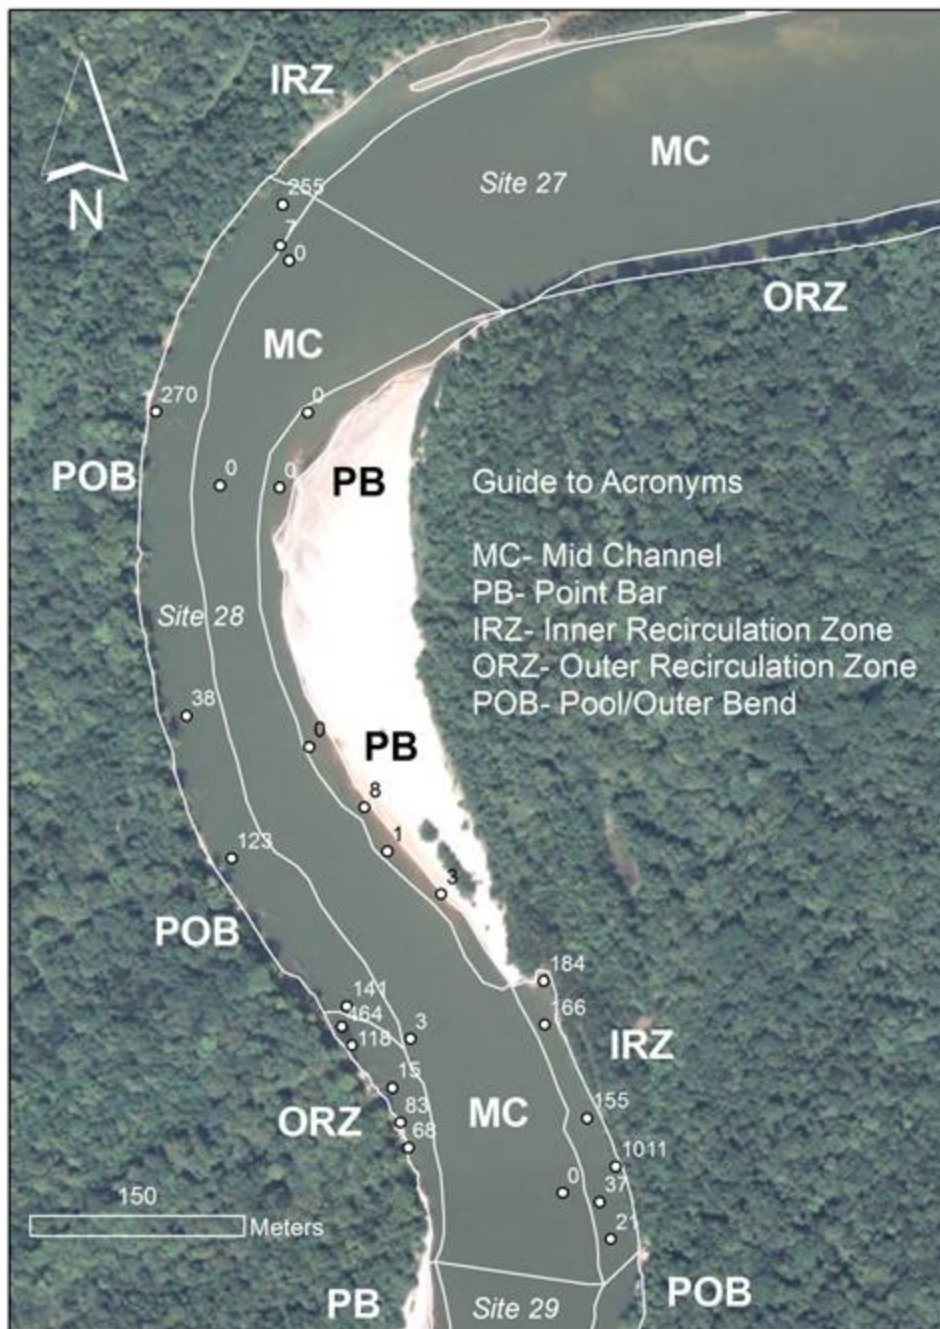 IRZ
MC
Site 27
N
255
7
0
ORZ
MC
270
0
POB
0
0
PB
Guide to Acronyms
MC- Mid Channel
PB- Point Bar
IRZ- Inner Recirculation Zone
ORZ- Outer Recirculation Zone
POB- Pool/Outer Bend
Site 28
38
0
PB
8
123
1
3
POB
184
141
464
3
166
118
IRZ
15
ORZ
83
MC
155
68
1011
150
Meters
0
37
21
PB
Site 29
POB